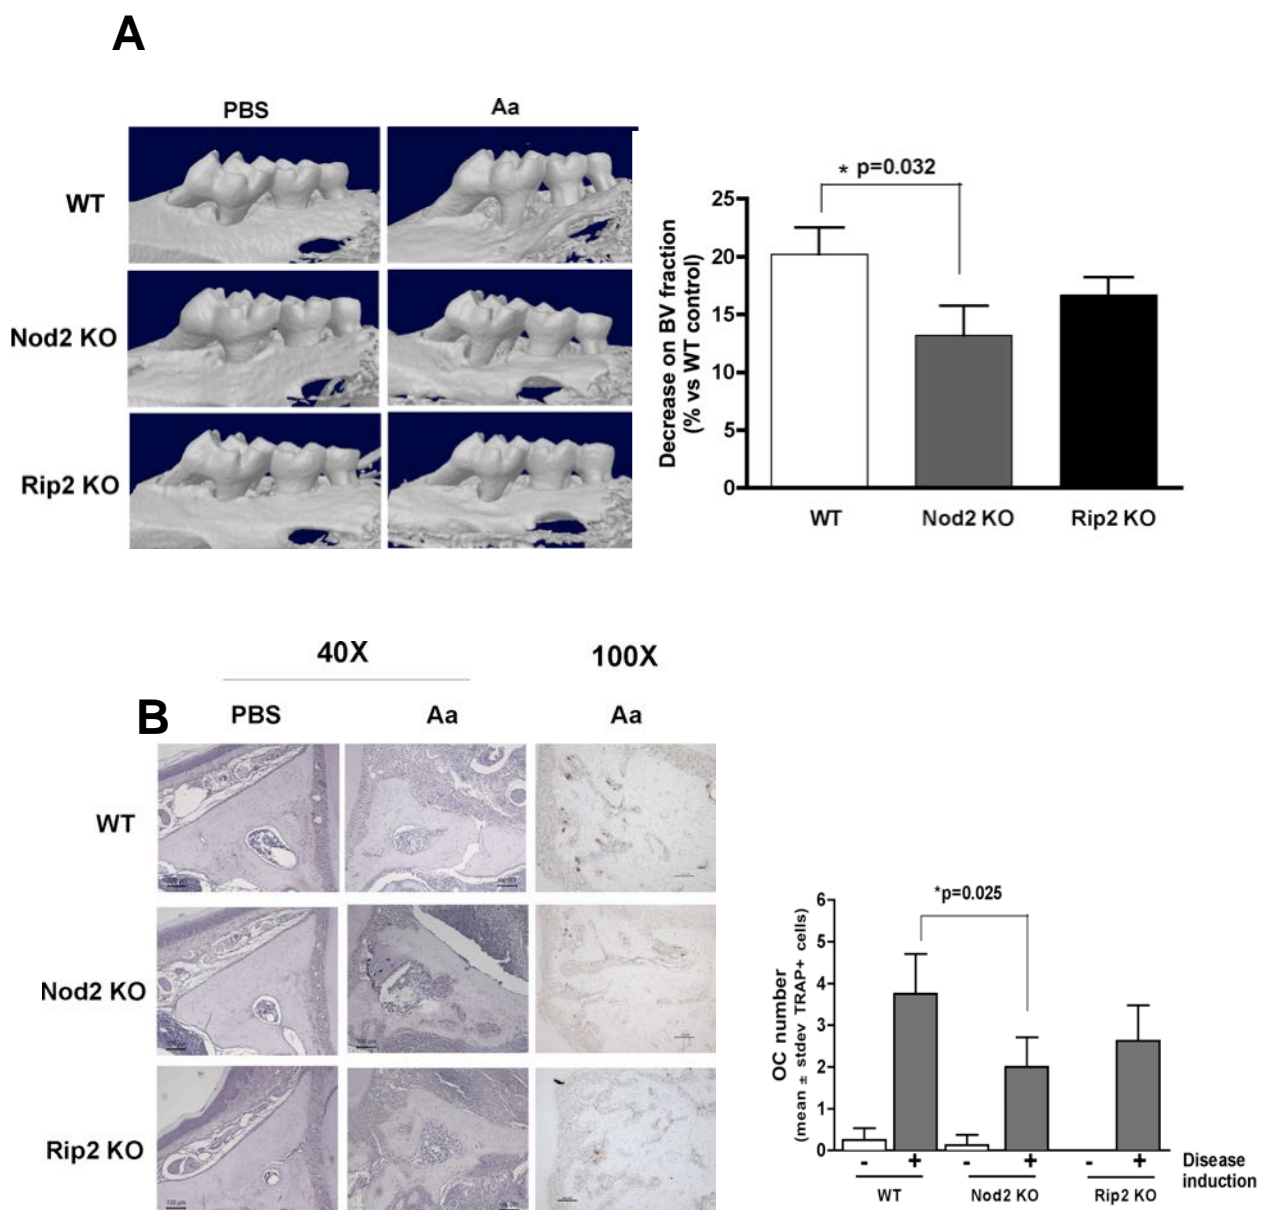 A
PBS
Aa
WT
Nod2 KO
Rip2 KO
* p=0.032
Decrease on BV fraction
(% vs WT control)
25
20
15
10
5
0
WT
Nod2 KO
Rip2 KO
40X
100X
B
PBS
Aa
Aa
WT
Nod2 KO
Rip2 KO
100 µm
*p=0.025
OC number
(mean ± stdev TRAP+ cells)
6
5
4
3
2
1
0
- + - + - +
Disease
induction
WT
Nod2 KO
Rip2 KO